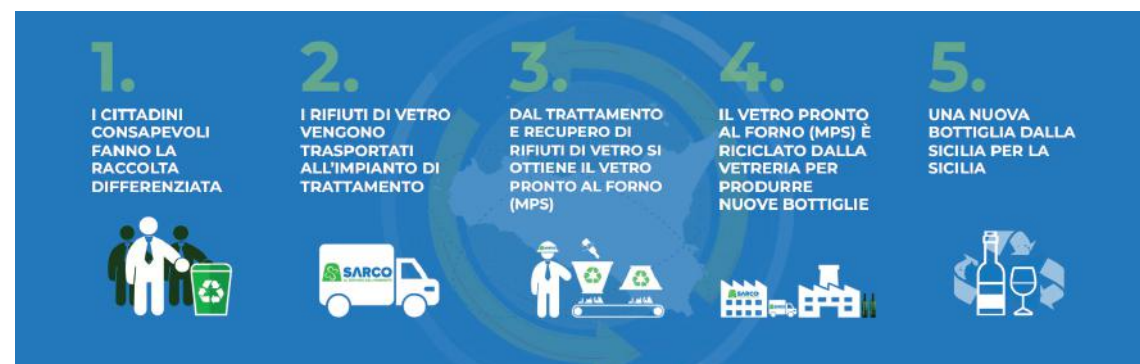 1.
I CITTADINI
CONSAPEVOLI
FANNO LA
RACCOLTA
DIFFERENZIATA
2.
I RIFIUTI DI VETRO
VENGONO
TRASPORTATI
ALL'IMPIANTO DI
TRATTAMENTO
SARCO
3.
DAL TRATTAMENTO
E RECUPERO DI
RIFIUTI DI VETRO SI
OTTIENE IL VETRO
PRONTO AL FORNO
(MPS)
4.
IL VETRO PRONTO
AL FORNO (MPS) È
RICICLATO DALLA
VETRERIA PER
PRODURRE
NUOVE BOTTIGLIE
SARCO
5.
UNA NUOVA
BOTTIGLIA DALLA
SICILIA PER LA
SICILIA